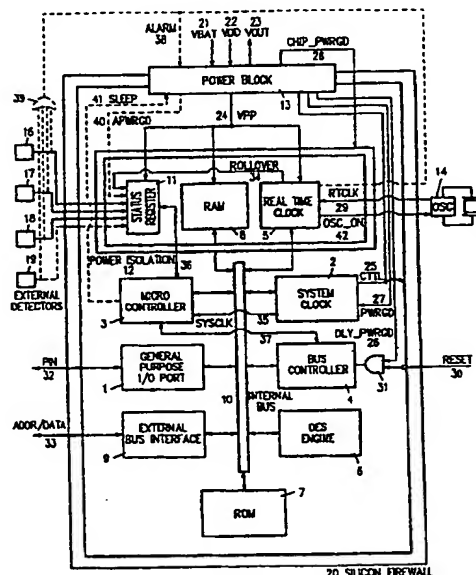 21 22 23
ALARM VBAT VDD VOUT CHIP_PWRGD
38 28
POWER BLOCK
13
39
41 SLEEP
40 APWRGD
24 VPP
16
17
18
19
EXTERNAL DETECTORS
ROLLOVER
34
11
STATUS REGISTER
RAM
8
REAL TIME CLOCK
5
RTCLK
29
OSC_ON
42
14
OSC
POWER ISOLATION
12
36
MICRO CONTROLLER
3
2
SYSTEM CLOCK
25
CTTL
27
PWRGD
SYSCLK
35
37
DLY_PWRGD
26
PIN
32
GENERAL PURPOSE I/O PORT
1
10
INTERNAL BUS
BUS CONTROLLER
4
31
RESET
30
ADDR/DATA
33
EXTERNAL BUS INTERFACE
9
DES ENGINE
6
ROM
7
20 SILICON FIREWALL